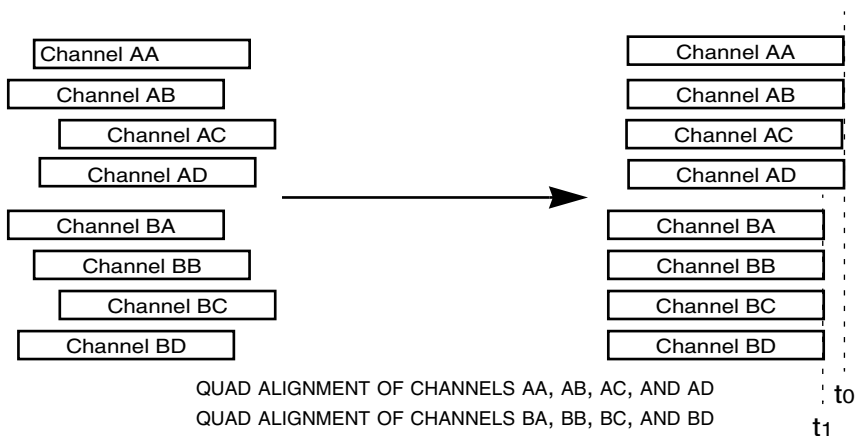 Channel AA
Channel AB
Channel AC
Channel AD
Channel BA
Channel BB
Channel BC
Channel BD
Channel AA
Channel AB
Channel AC
Channel AD
Channel BA
Channel BB
Channel BC
Channel BD
QUAD ALIGNMENT OF CHANNELS AA, AB, AC, AND AD
QUAD ALIGNMENT OF CHANNELS BA, BB, BC, AND BD
t0
t1